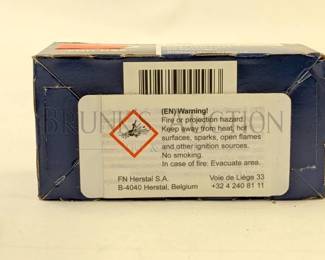 BRUNK AUCTION
(EN) Warning!
Fire or projection hazard.
Keep away from heat, hot
surfaces, sparks, open flames
and other ignition sources.
No smoking.
In case of fire: Evacuate area.
FN Herstal S.A.
B-4040 Herstal, Belgium
Voie de Liège 33
+32 4 240 81 11